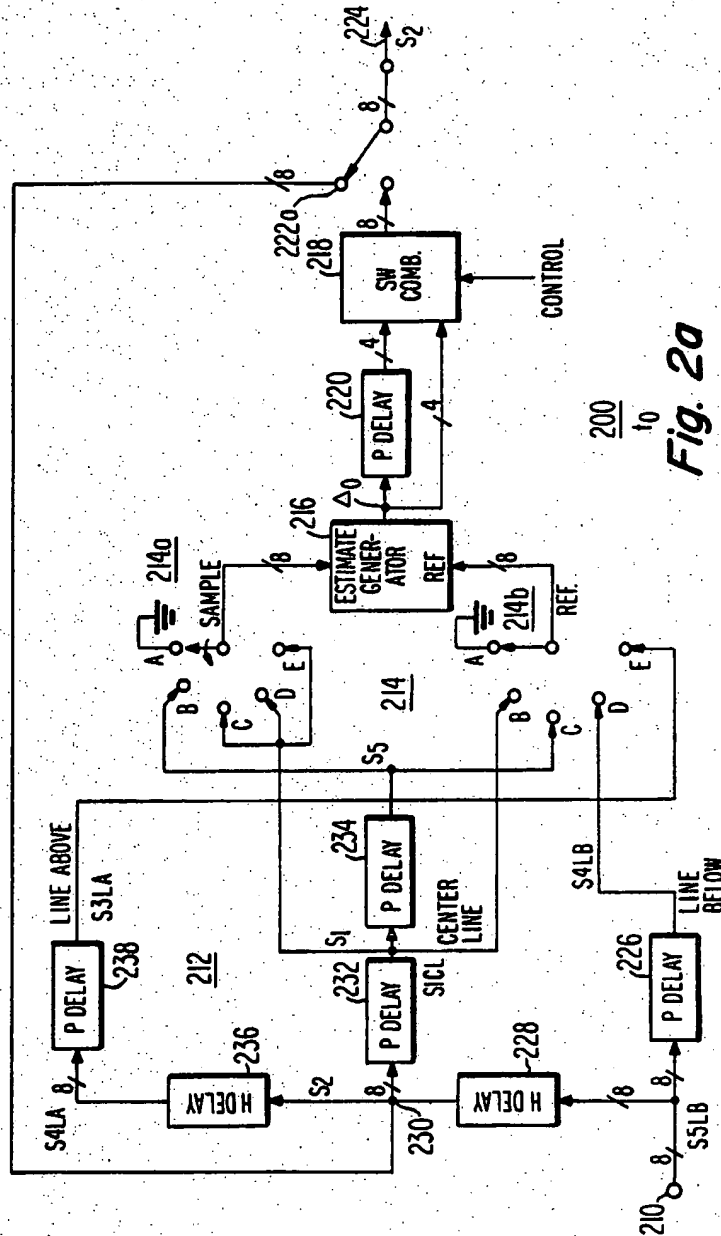 224
S2
8
8
222a
8
218
SW
COMB.
CONTROL
4
220
P DELAY
4
Δ0
216
ESTIMATE
GENER-
ATOR
REF
200
t0
Fig. 2a
214a
SAMPLE
8
A
B
C
D
E
214
214b
8
REF.
A
B
C
D
E
LINE ABOVE
S3LA
238
P DELAY
212
S5
234
P DELAY
S1
232
P DELAY
S1CL
CENTER
LINE
S4LB
LINE
BELOW
226
P DELAY
S4LA
8
236
H DELAY
S2
8
230
228
H DELAY
8
8
S5LB
8
210